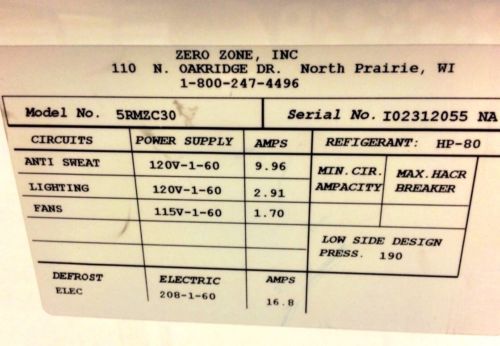 ZERO ZONE, INC
110 N. OAKRIDGE DR. North Prairie, WI
1-800-247-4496
Model No. 5RMZC30 Serial No. I02312055 NA
CIRCUITS POWER SUPPLY AMPS REFIGERANT: HP-80
ANTI SWEAT 120V-1-60 9.96
MIN.CIR. AMPACITY
MAX.HACR BREAKER
LIGHTING 120V-1-60 2.91
FANS 115V-1-60 1.70
LOW SIDE DESIGN
PRESS. 190
DEFROST ELECTRIC AMPS
ELEC 208-1-60 16.8